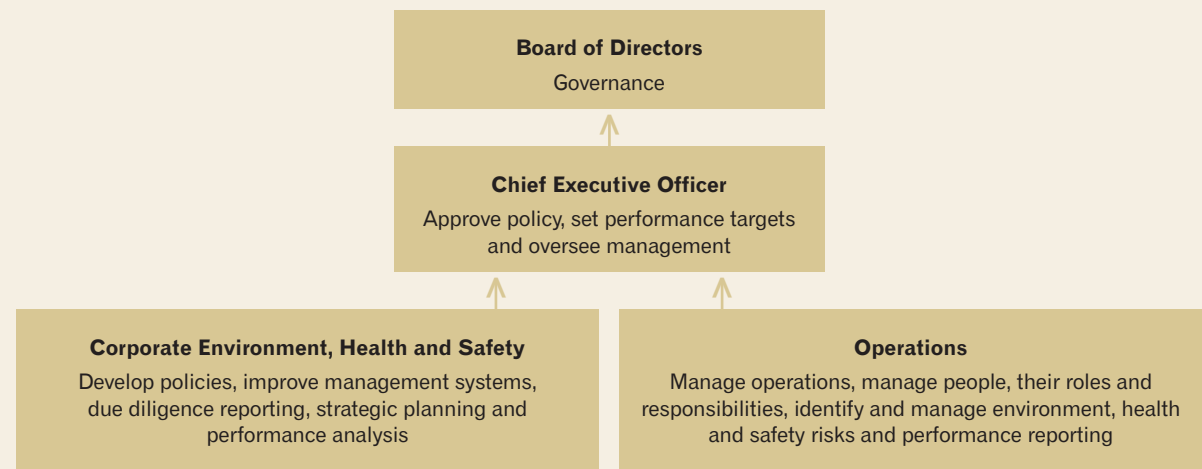 Board of Directors
Governance
Chief Executive Officer
Approve policy, set performance targets
and oversee management
Corporate Environment, Health and Safety
Develop policies, improve management systems,
due diligence reporting, strategic planning and
performance analysis
Operations
Manage operations, manage people, their roles and
responsibilities, identify and manage environment, health
and safety risks and performance reporting